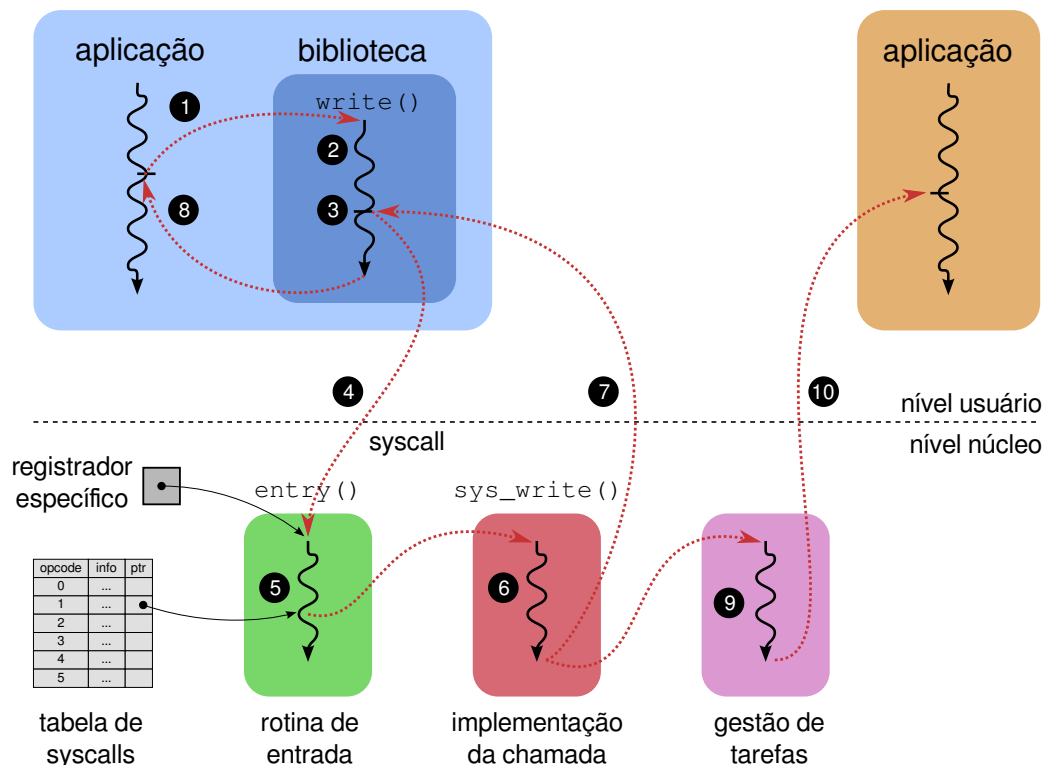 aplicação
biblioteca
aplicação
write()
1
2
3
8
4
7
10
nível usuário
syscall
nível núcleo
registrador
específico
entry()
sys_write()
opcode info ptr
0 ...
1 ...
2 ...
3 ...
4 ...
5 ...
5
6
9
tabela de
syscalls
rotina de
entrada
implementação
da chamada
gestão de
tarefas